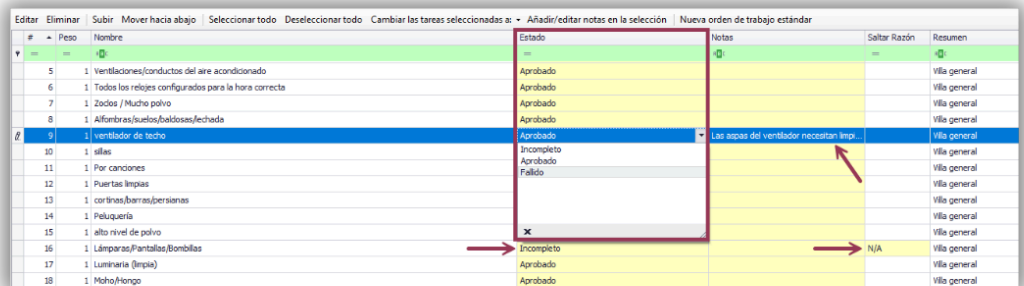 Editar Eliminar Subir Mover hacia abajo Seleccionar todo Deseleccionar todo Cambiar las tareas seleccionadas a: Añadir/editar notas en la selección Nueva orden de trabajo estándar
# Peso Nombre Estado Notas Saltar Razón Resumen
= = =
5 1 Ventilaciones/conductos del aire acondicionado Aprobado Villa general
6 1 Todos los relojes configurados para la hora correcta Aprobado Villa general
7 1 Zoclos / Mucho polvo Aprobado Villa general
8 1 Alfombras/suelos/baldosas/lechada Aprobado Villa general
9 1 ventilador de techo Aprobado Las aspas del ventilador necesitan limpi... Villa general
10 1 sillas Incompleto Villa general
11 1 Por canciones Aprobado Villa general
12 1 Puertas limpias Fallido Villa general
13 1 cortinas/barras/persianas Villa general
14 1 Peluquería Villa general
15 1 alto nivel de polvo Villa general
16 1 Lámparas/Pantallas/Bombillas Incompleto N/A Villa general
17 1 Luminaria (limpia) Aprobado Villa general
18 1 Moho/Hongo Aprobado Villa general